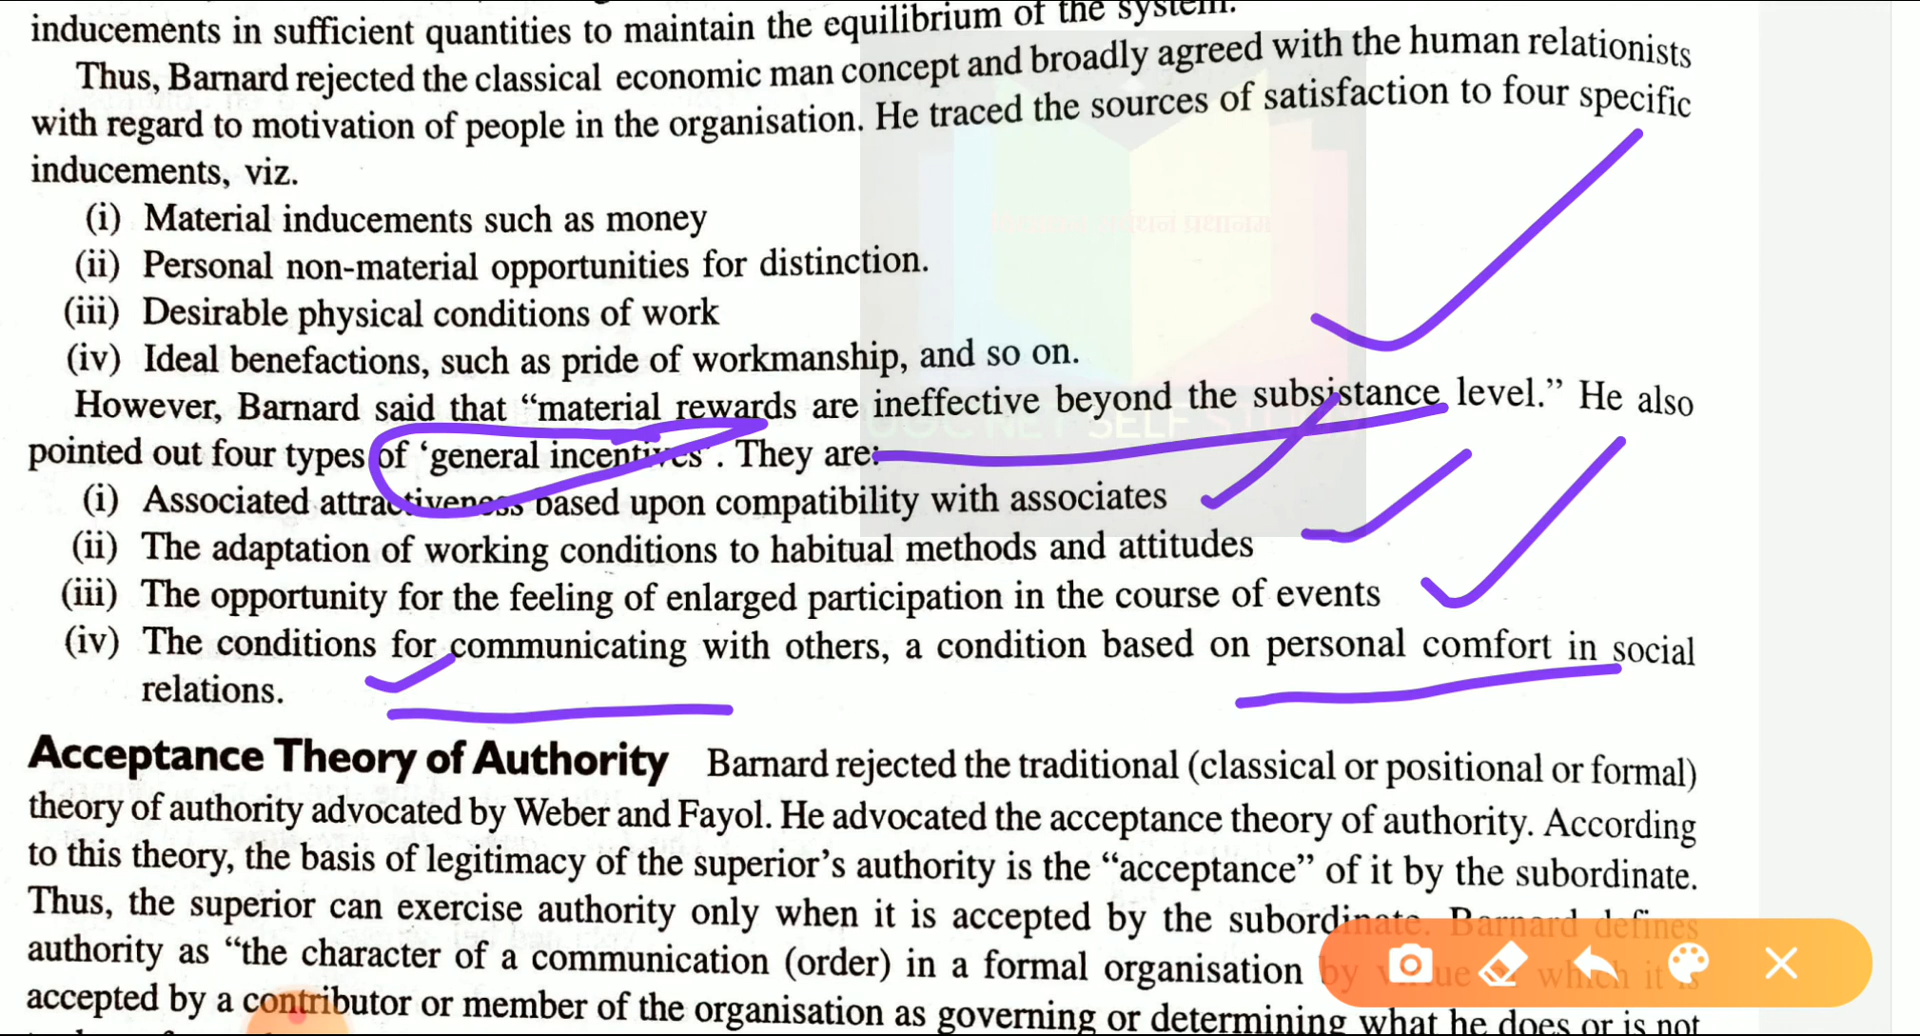 inducements in sufficient quantities to maintain the equilibrium of the system.
Thus, Barnard rejected the classical economic man concept and broadly agreed with the human relationists
with regard to motivation of people in the organisation. He traced the sources of satisfaction to four specific
inducements, viz.
(i) Material inducements such as money
(ii) Personal non-material opportunities for distinction.
(iii) Desirable physical conditions of work
(iv) Ideal benefactions, such as pride of workmanship, and so on.
However, Barnard said that “material rewards are ineffective beyond the subsistance level.” He also
pointed out four types of ‘general incentives’. They are:
UGC NET SELF STUDY
(i) Associated attractiveness based upon compatibility with associates
(ii) The adaptation of working conditions to habitual methods and attitudes
(iii) The opportunity for the feeling of enlarged participation in the course of events
(iv) The conditions for communicating with others, a condition based on personal comfort in social
relations.
Acceptance Theory of Authority Barnard rejected the traditional (classical or positional or formal)
theory of authority advocated by Weber and Fayol. He advocated the acceptance theory of authority. According
to this theory, the basis of legitimacy of the superior’s authority is the “acceptance” of it by the subordinate.
Thus, the superior can exercise authority only when it is accepted by the subordinate. Barnard defines
authority as “the character of a communication (order) in a formal organisation by virtue of which it is
accepted by a contributor or member of the organisation as governing or determining what he does or is not